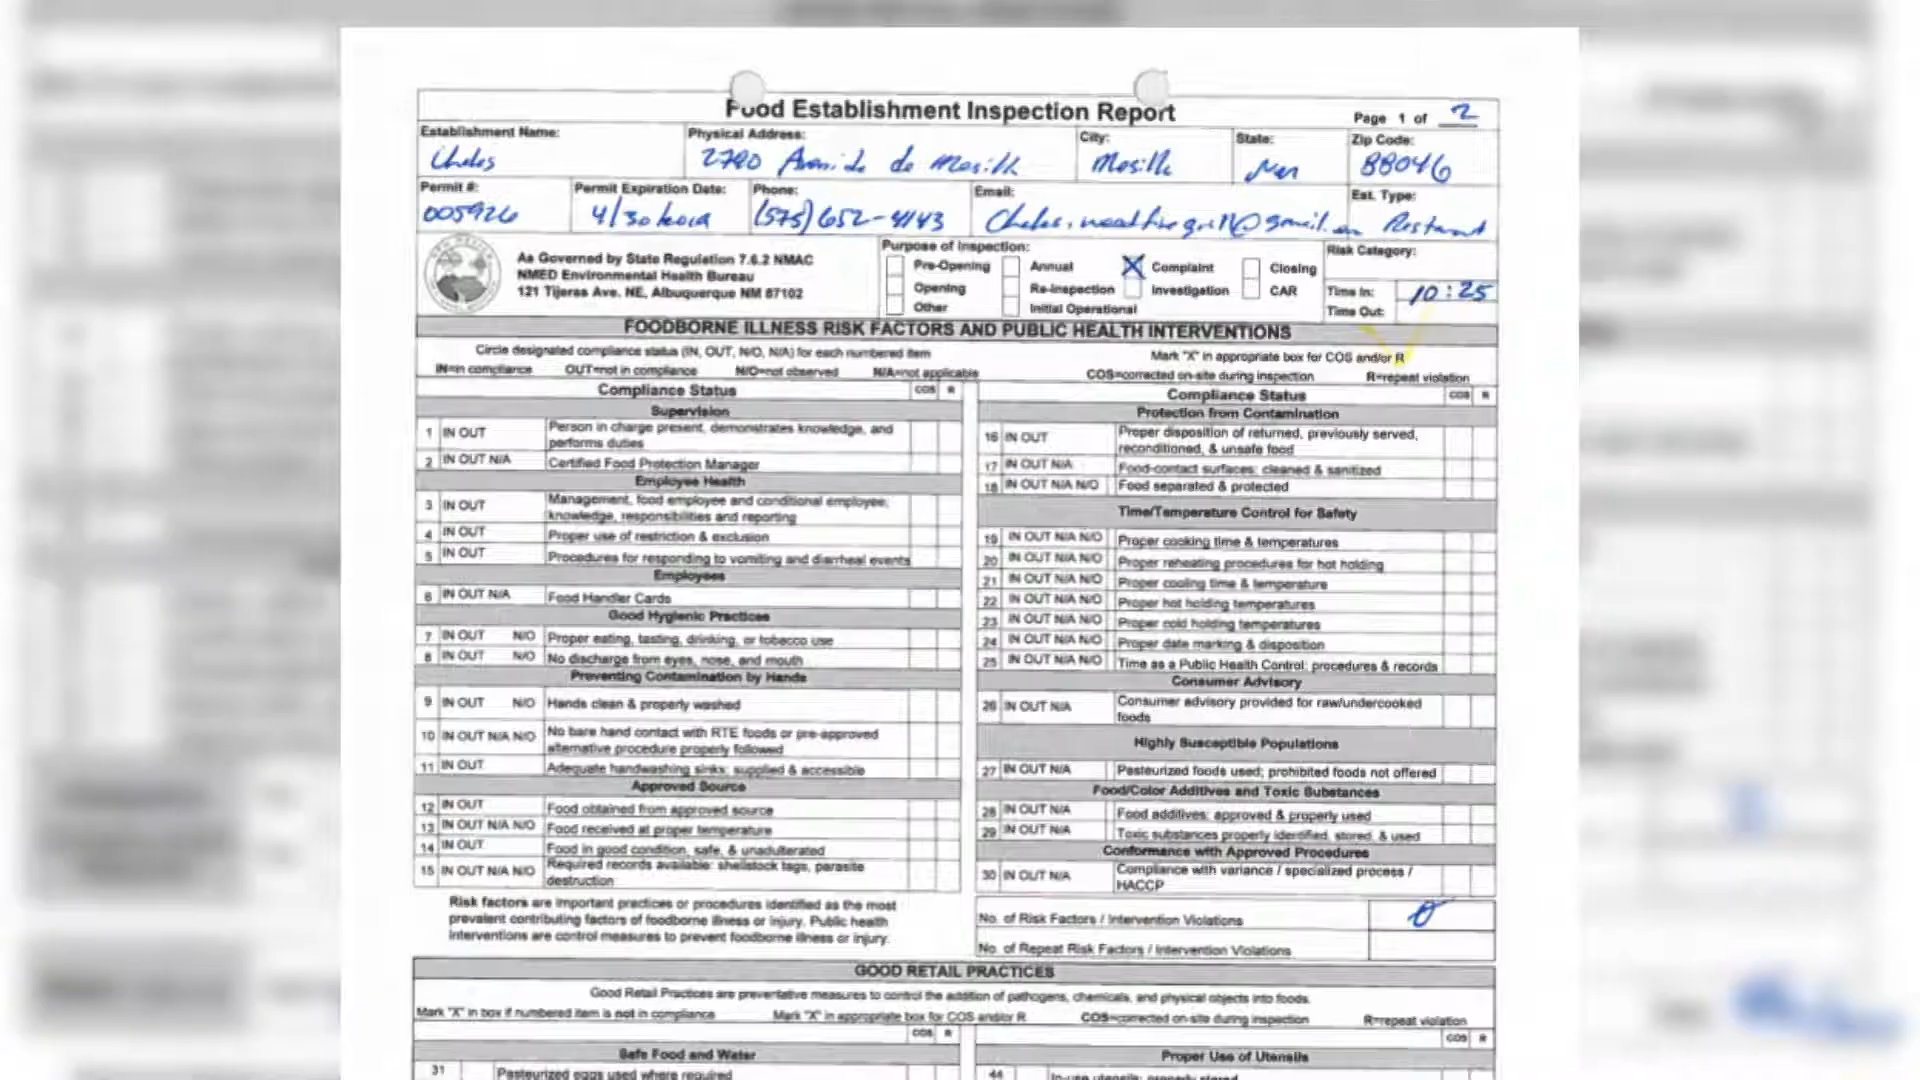 Food Establishment Inspection Report
Page 1 of 2
Establishment Name: Physical Address: City: State: Zip Code:
Cheles 2790 Avenida de Mesilla Mesilla NM 88046
Permit #: Permit Expiration Date: Phone: Email: Est. Type:
005926 4/30 (575) 652-4143
As Governed by State Regulation 7.6.2 NMAC
NMED Environmental Health Bureau
121 Tijeras Ave. NE, Albuquerque NM 87102
Purpose of Inspection:
Pre-Opening Annual X Complaint Closing
Opening Re-Inspection Investigation CAR
Other Initial Operational
Risk Category:
Time In: 10:25
Time Out:
FOODBORNE ILLNESS RISK FACTORS AND PUBLIC HEALTH INTERVENTIONS
Circle designated compliance status (IN, OUT, N/O, N/A) for each numbered item
IN=in compliance OUT=not in compliance N/O=not observed N/A=not applicable
Mark "X" in appropriate box for COS and/or R
COS=corrected on-site during inspection R=repeat violation
Compliance Status COS R
Supervision
1 IN OUT Person in charge present, demonstrates knowledge, and
performs duties
2 IN OUT N/A Certified Food Protection Manager
Employee Health
3 IN OUT Management, food employee and conditional employee;
knowledge, responsibilities and reporting
4 IN OUT Proper use of restriction & exclusion
5 IN OUT Procedures for responding to vomiting and diarrheal events
Employees
6 IN OUT N/A Food Handler Cards
Good Hygienic Practices
7 IN OUT N/O Proper eating, tasting, drinking, or tobacco use
8 IN OUT N/O No discharge from eyes, nose, and mouth
Preventing Contamination by Hands
9 IN OUT N/O Hands clean & properly washed
10 IN OUT N/A N/O No bare hand contact with RTE foods or pre-approved
alternative procedure properly followed
11 IN OUT Adequate handwashing sinks; supplied & accessible
Approved Source
12 IN OUT Food obtained from approved source
13 IN OUT N/A N/O Food received at proper temperature
14 IN OUT Food in good condition, safe, & unadulterated
15 IN OUT N/A N/O Required records available: shellstock tags, parasite
destruction
Risk factors are important practices or procedures identified as the most
prevalent contributing factors of foodborne illness or injury. Public health
Interventions are control measures to prevent foodborne illness or injury.
Compliance Status COS R
Protection from Contamination
16 IN OUT Proper disposition of returned, previously served,
reconditioned, & unsafe food
17 IN OUT N/A Food-contact surfaces: cleaned & sanitized
18 IN OUT N/A N/O Food separated & protected
Time/Temperature Control for Safety
19 IN OUT N/A N/O Proper cooking time & temperatures
20 IN OUT N/A N/O Proper reheating procedures for hot holding
21 IN OUT N/A N/O Proper cooling time & temperature
22 IN OUT N/A N/O Proper hot holding temperatures
23 IN OUT N/A N/O Proper cold holding temperatures
24 IN OUT N/A N/O Proper date marking & disposition
25 IN OUT N/A N/O Time as a Public Health Control; procedures & records
Consumer Advisory
26 IN OUT N/A Consumer advisory provided for raw/undercooked
foods
Highly Susceptible Populations
27 IN OUT N/A Pasteurized foods used; prohibited foods not offered
Food/Color Additives and Toxic Substances
28 IN OUT N/A Food additives: approved & properly used
29 IN OUT N/A Toxic substances properly identified, stored, & used
Conformance with Approved Procedures
30 IN OUT N/A Compliance with variance / specialized process /
HACCP
No. of Risk Factors / Intervention Violations 0
No. of Repeat Risk Factors / Intervention Violations
GOOD RETAIL PRACTICES
Good Retail Practices are preventative measures to control the addition of pathogens, chemicals, and physical objects into foods.
Mark "X" in box if numbered item is not in compliance Mark "X" in appropriate box for COS and/or R COS=corrected on-site during inspection R=repeat violation
COS R COS R
Safe Food and Water Proper Use of Utensils
31 Pasteurized eggs used where required 44 In-use utensils: properly stored